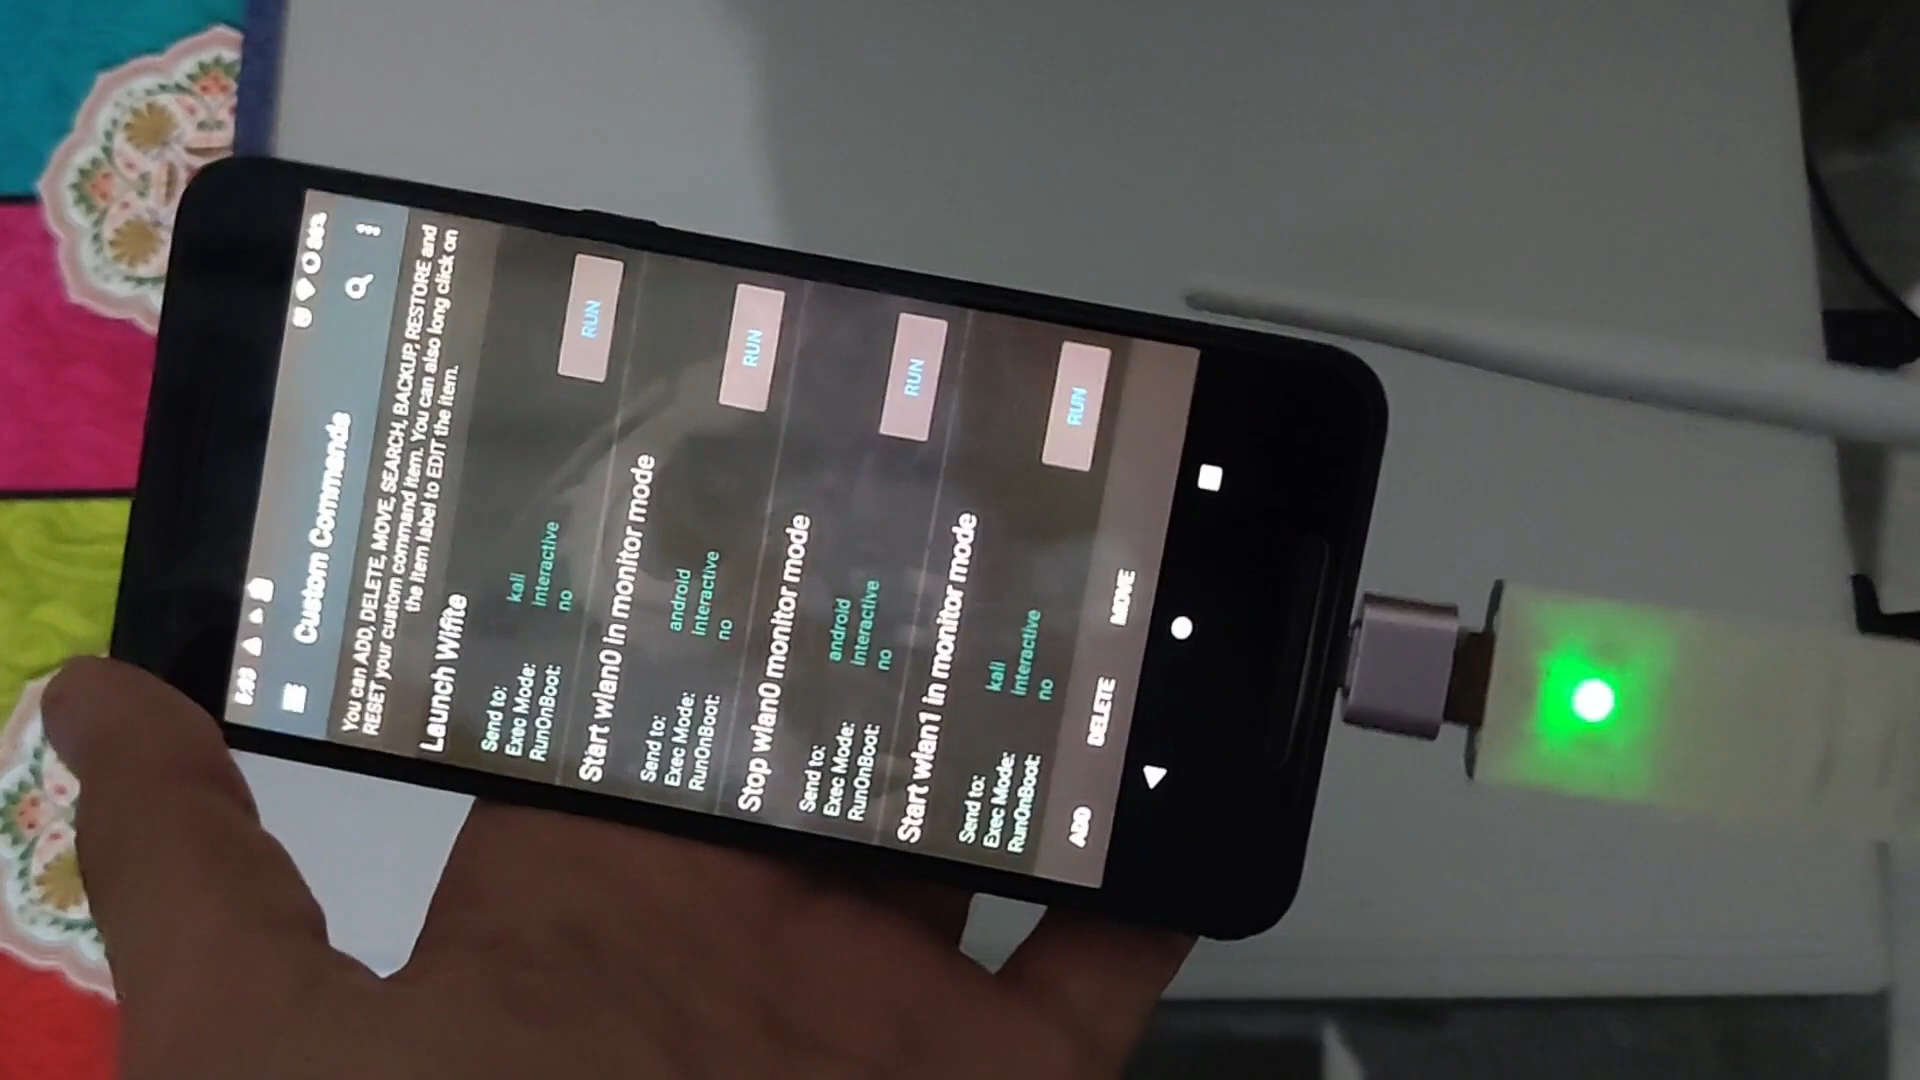 Custom Commands
You can ADD, DELETE, MOVE, SEARCH, BACKUP, RESTORE and
RESET your custom command item. You can also long click on
the item label to EDIT the item.
Launch Wifite
Send to: kali
Exec Mode: interactive
RunOnBoot: no
RUN
Start wlan0 in monitor mode
Send to: android
Exec Mode: interactive
RunOnBoot: no
RUN
Stop wlan0 monitor mode
Send to: android
Exec Mode: interactive
RunOnBoot: no
RUN
Start wlan1 in monitor mode
Send to: kali
Exec Mode: interactive
RunOnBoot: no
RUN
ADD DELETE MOVE